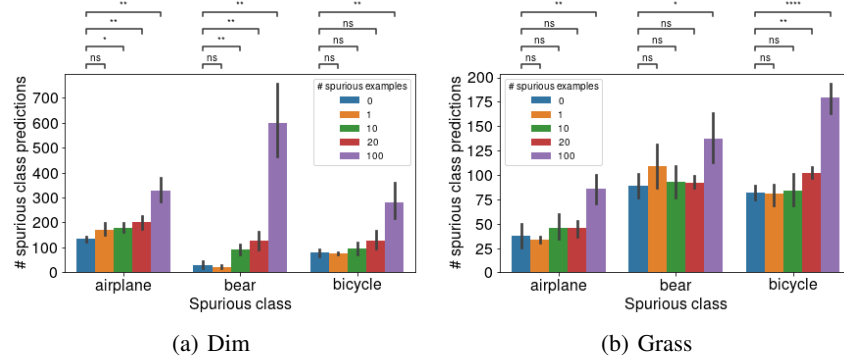 ** ** **
** ** ns
* ** ns
ns ns ns
# spurious class predictions
700
600
500
400
300
200
100
0
# spurious examples
0
1
10
20
100
airplane bear bicycle
Spurious class
(a) Dim
** * ****
ns ns **
ns ns ns
ns ns ns
# spurious class predictions
200
175
150
125
100
75
50
25
0
# spurious examples
0
1
10
20
100
airplane bear bicycle
Spurious class
(b) Grass